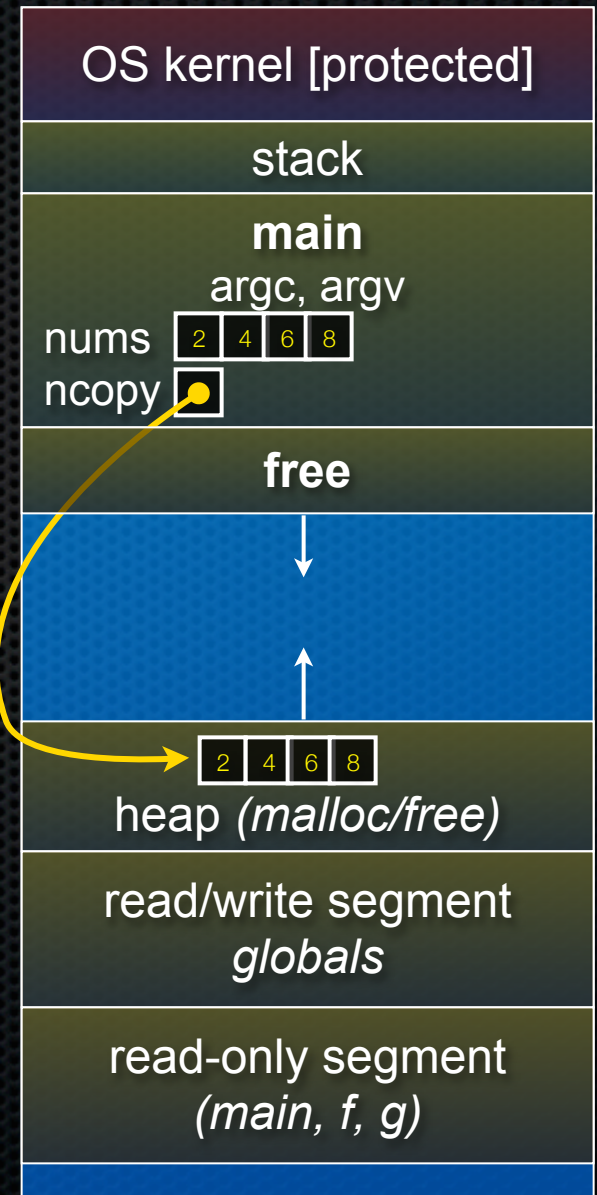 OS kernel [protected]
stack
main
argc, argv
nums 2 4 6 8
ncopy
free
2 4 6 8
heap (malloc/free)
read/write segment
globals
read-only segment
(main, f, g)